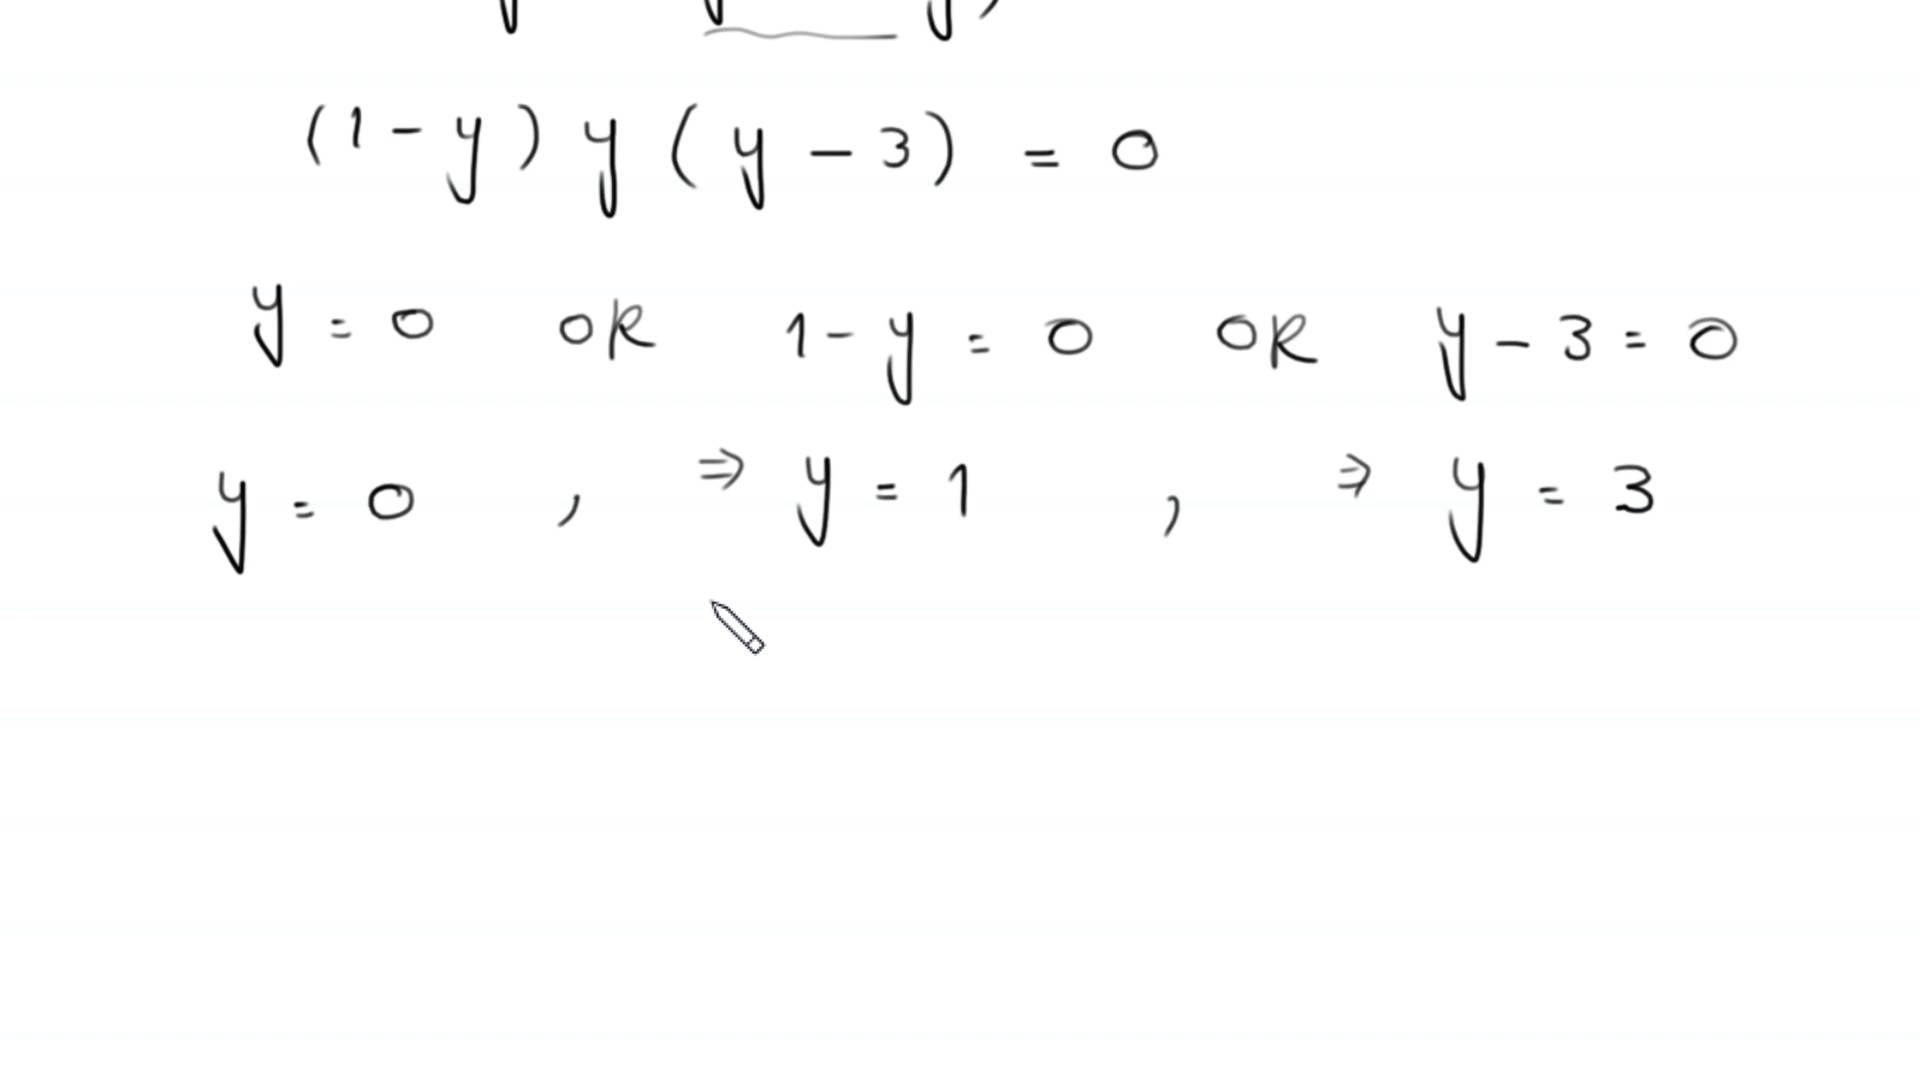 (1-y) y (y-3) = 0
y = 0 OR 1-y = 0 OR y-3 = 0
y = 0 , ⇒ y = 1 , ⇒ y = 3